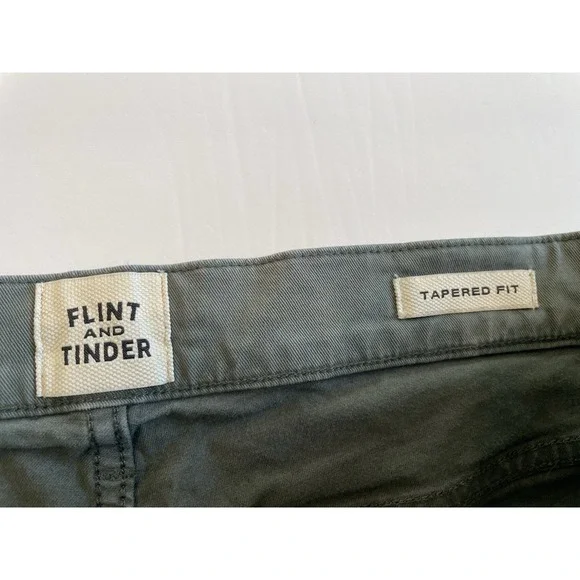 FLINT
AND
TINDER
TAPERED FIT